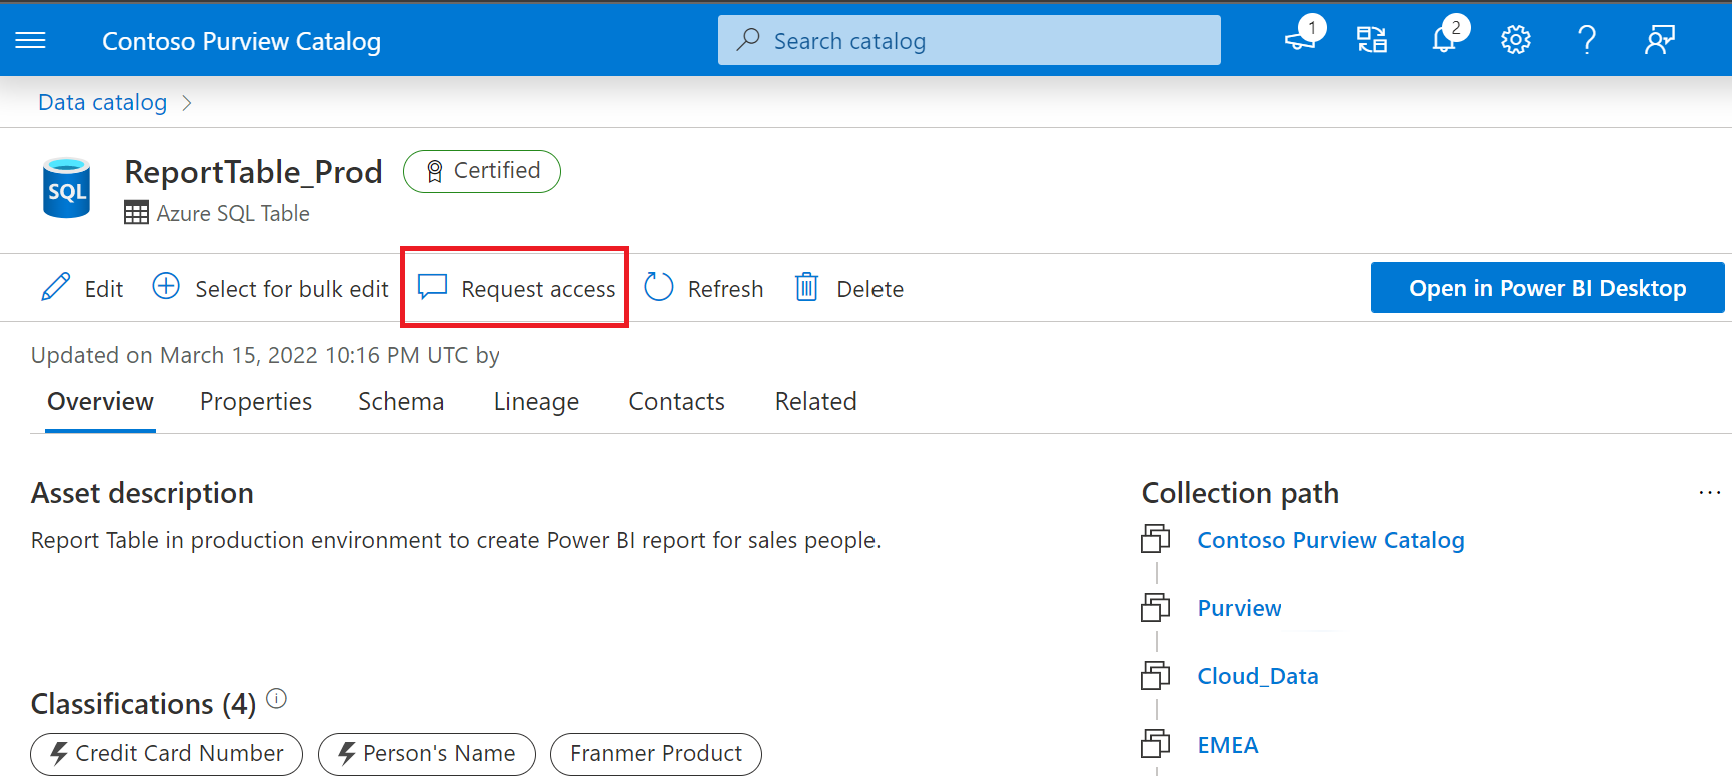 Contoso Purview Catalog
Search catalog
1
2
Data catalog
SQL
ReportTable_Prod
Certified
Azure SQL Table
Edit
Select for bulk edit
Request access
Refresh
Delete
Open in Power BI Desktop
Updated on March 15, 2022 10:16 PM UTC by
Overview
Properties
Schema
Lineage
Contacts
Related
Asset description
Report Table in production environment to create Power BI report for sales people.
Classifications (4)
Credit Card Number
Person's Name
Franmer Product
Collection path
Contoso Purview Catalog
Purview
Cloud_Data
EMEA